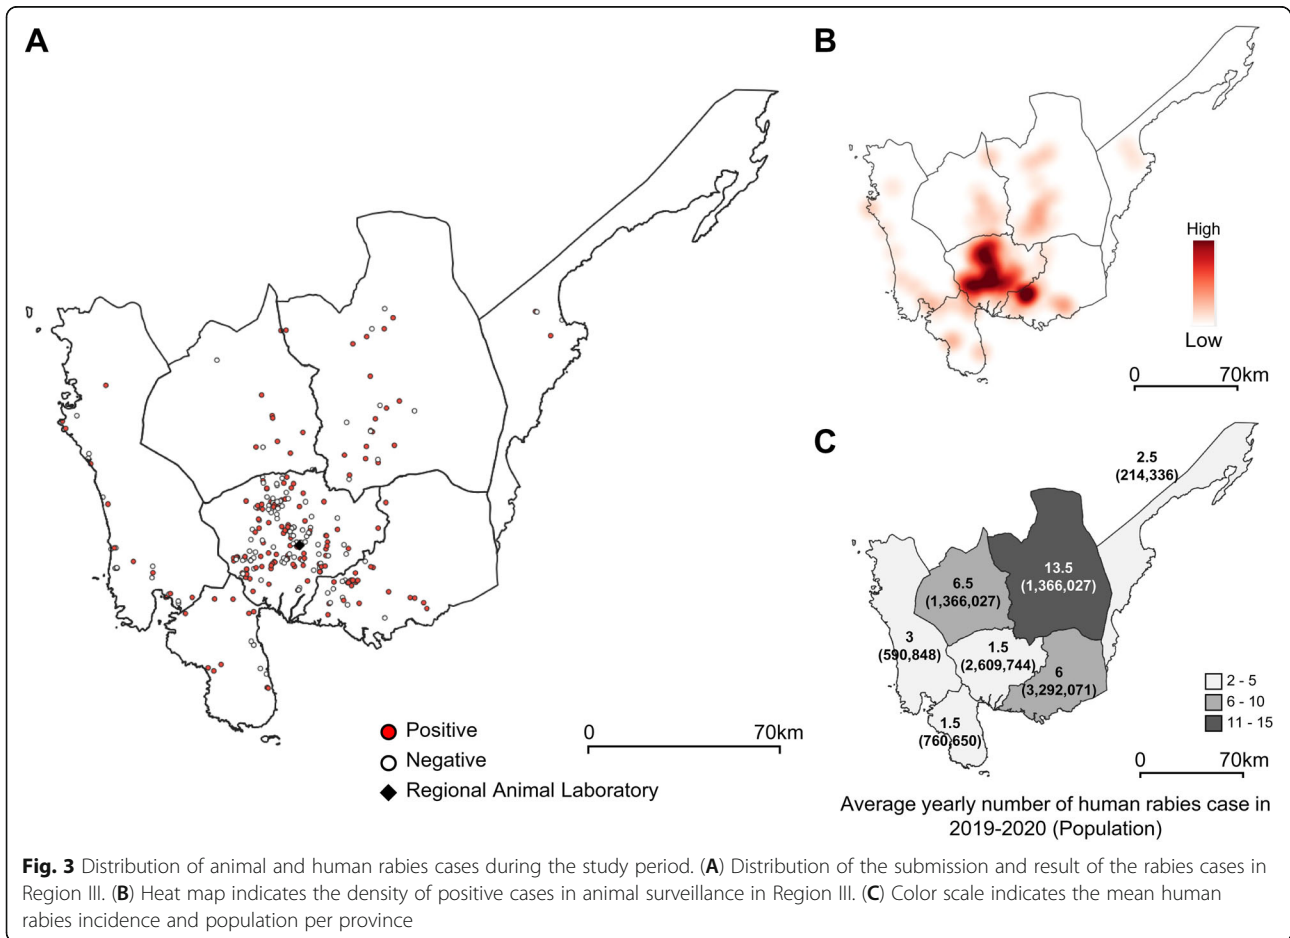 A
Positive
Negative
Regional Animal Laboratory
0 70km
B
High
Low
0 70km
C
2.5
(214,336)
13.5
(1,366,027)
6.5
(1,366,027)
3
(590,848)
1.5
(2,609,744)
6
(3,292,071)
1.5
(760,650)
2 - 5
6 - 10
11 - 15
0 70km
Average yearly number of human rabies case in
2019-2020 (Population)
Fig. 3 Distribution of animal and human rabies cases during the study period. (A) Distribution of the submission and result of the rabies cases in
Region III. (B) Heat map indicates the density of positive cases in animal surveillance in Region III. (C) Color scale indicates the mean human
rabies incidence and population per province